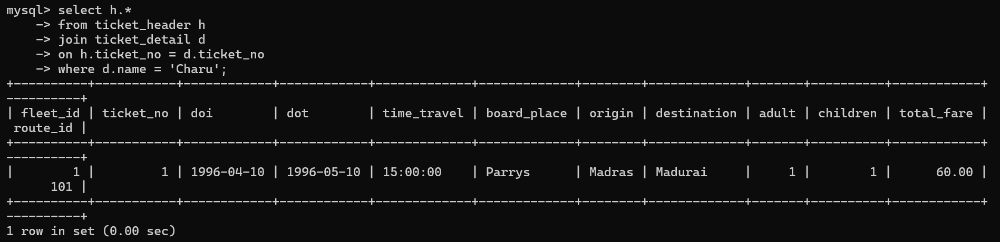 mysql> select h.*
    -> from ticket_header h
    -> join ticket_detail d
    -> on h.ticket_no = d.ticket_no
    -> where d.name = 'Charu';
+----------+-----------+------------+------------+-------------+-------------+--------+-------------+-------+----------+------------+
----------+
| fleet_id | ticket_no | doi        | dot        | time_travel | board_place | origin | destination | adult | children | total_fare |
 route_id |
+----------+-----------+------------+------------+-------------+-------------+--------+-------------+-------+----------+------------+
----------+
|        1 |         1 | 1996-04-10 | 1996-05-10 | 15:00:00    | Parrys      | Madras | Madurai     |     1 |        1 |      60.00 |
      101 |
+----------+-----------+------------+------------+-------------+-------------+--------+-------------+-------+----------+------------+
----------+
1 row in set (0.00 sec)